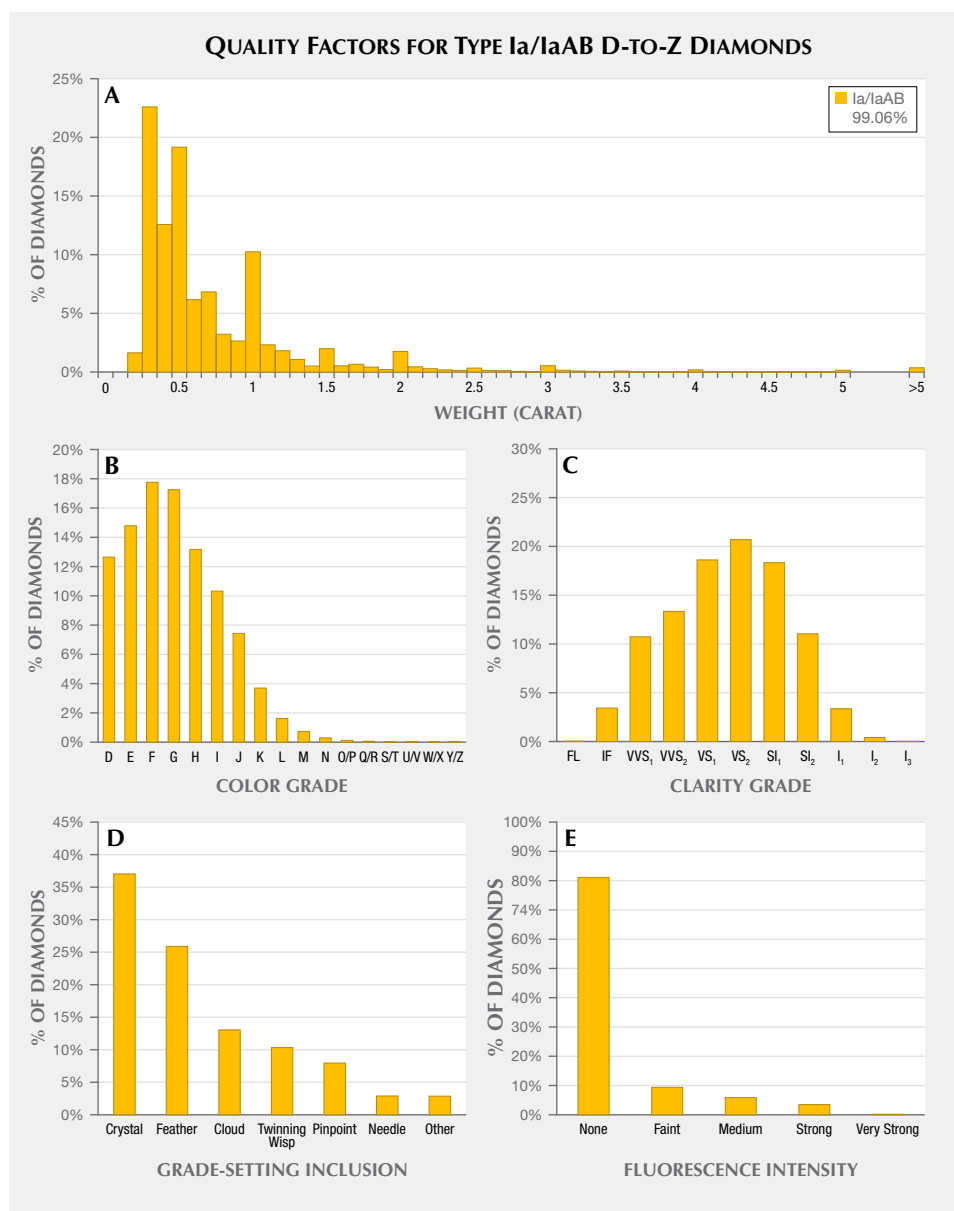 QUALITY FACTORS FOR TYPE Ia/IaAB D-TO-Z DIAMONDS
A
Ia/IaAB
99.06%
% OF DIAMONDS
25%
20%
15%
10%
5%
0%
0 0.5 1 1.5 2 2.5 3 3.5 4 4.5 5 >5
WEIGHT (CARAT)
B
% OF DIAMONDS
20%
18%
16%
14%
12%
10%
8%
6%
4%
2%
0%
D E F G H I J K L M N O/P Q/R S/T U/V W/X Y/Z
COLOR GRADE
C
% OF DIAMONDS
30%
25%
20%
15%
10%
5%
0%
FL IF VVS₁ VVS₂ VS₁ VS₂ SI₁ SI₂ I₁ I₂ I₃
CLARITY GRADE
D
% OF DIAMONDS
45%
40%
35%
30%
25%
20%
15%
10%
5%
0%
Crystal Feather Cloud Twinning Pinpoint Needle Other
Wisp
GRADE-SETTING INCLUSION
E
% OF DIAMONDS
100%
90%
80%
74%
60%
50%
40%
30%
20%
10%
0%
None Faint Medium Strong Very Strong
FLUORESCENCE INTENSITY